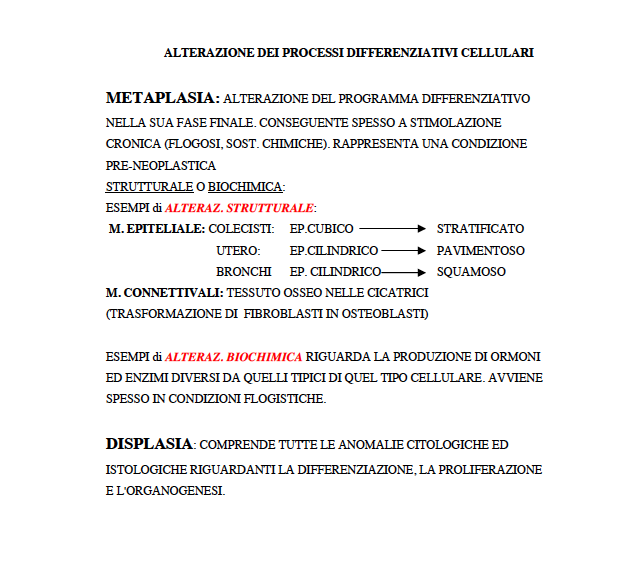 ALTERAZIONE DEI PROCESSI DIFFERENZIATIVI CELLULARI
METAPLASIA: ALTERAZIONE DEL PROGRAMMA DIFFERENZIATIVO
NELLA SUA FASE FINALE. CONSEGUENTE SPESSO A STIMOLAZIONE
CRONICA (FLOGOSI, SOST. CHIMICHE). RAPPRESENTA UNA CONDIZIONE
PRE-NEOPLASTICA
STRUTTURALE O BIOCHIMICA:
ESEMPI di ALTERAZ. STRUTTURALE:
M. EPITELIALE: COLECISTI: EP.CUBICO STRATIFICATO
UTERO: EP.CILINDRICO PAVIMENTOSO
BRONCHI EP. CILINDRICO SQUAMOSO
M. CONNETTIVALI: TESSUTO OSSEO NELLE CICATRICI
(TRASFORMAZIONE DI FIBROBLASTI IN OSTEOBLASTI)
ESEMPI di ALTERAZ. BIOCHIMICA RIGUARDA LA PRODUZIONE DI ORMONI
ED ENZIMI DIVERSI DA QUELLI TIPICI DI QUEL TIPO CELLULARE. AVVIENE
SPESSO IN CONDIZIONI FLOGISTICHE.
DISPLASIA: COMPRENDE TUTTE LE ANOMALIE CITOLOGICHE ED
ISTOLOGICHE RIGUARDANTI LA DIFFERENZIAZIONE, LA PROLIFERAZIONE
E L'ORGANOGENESI.